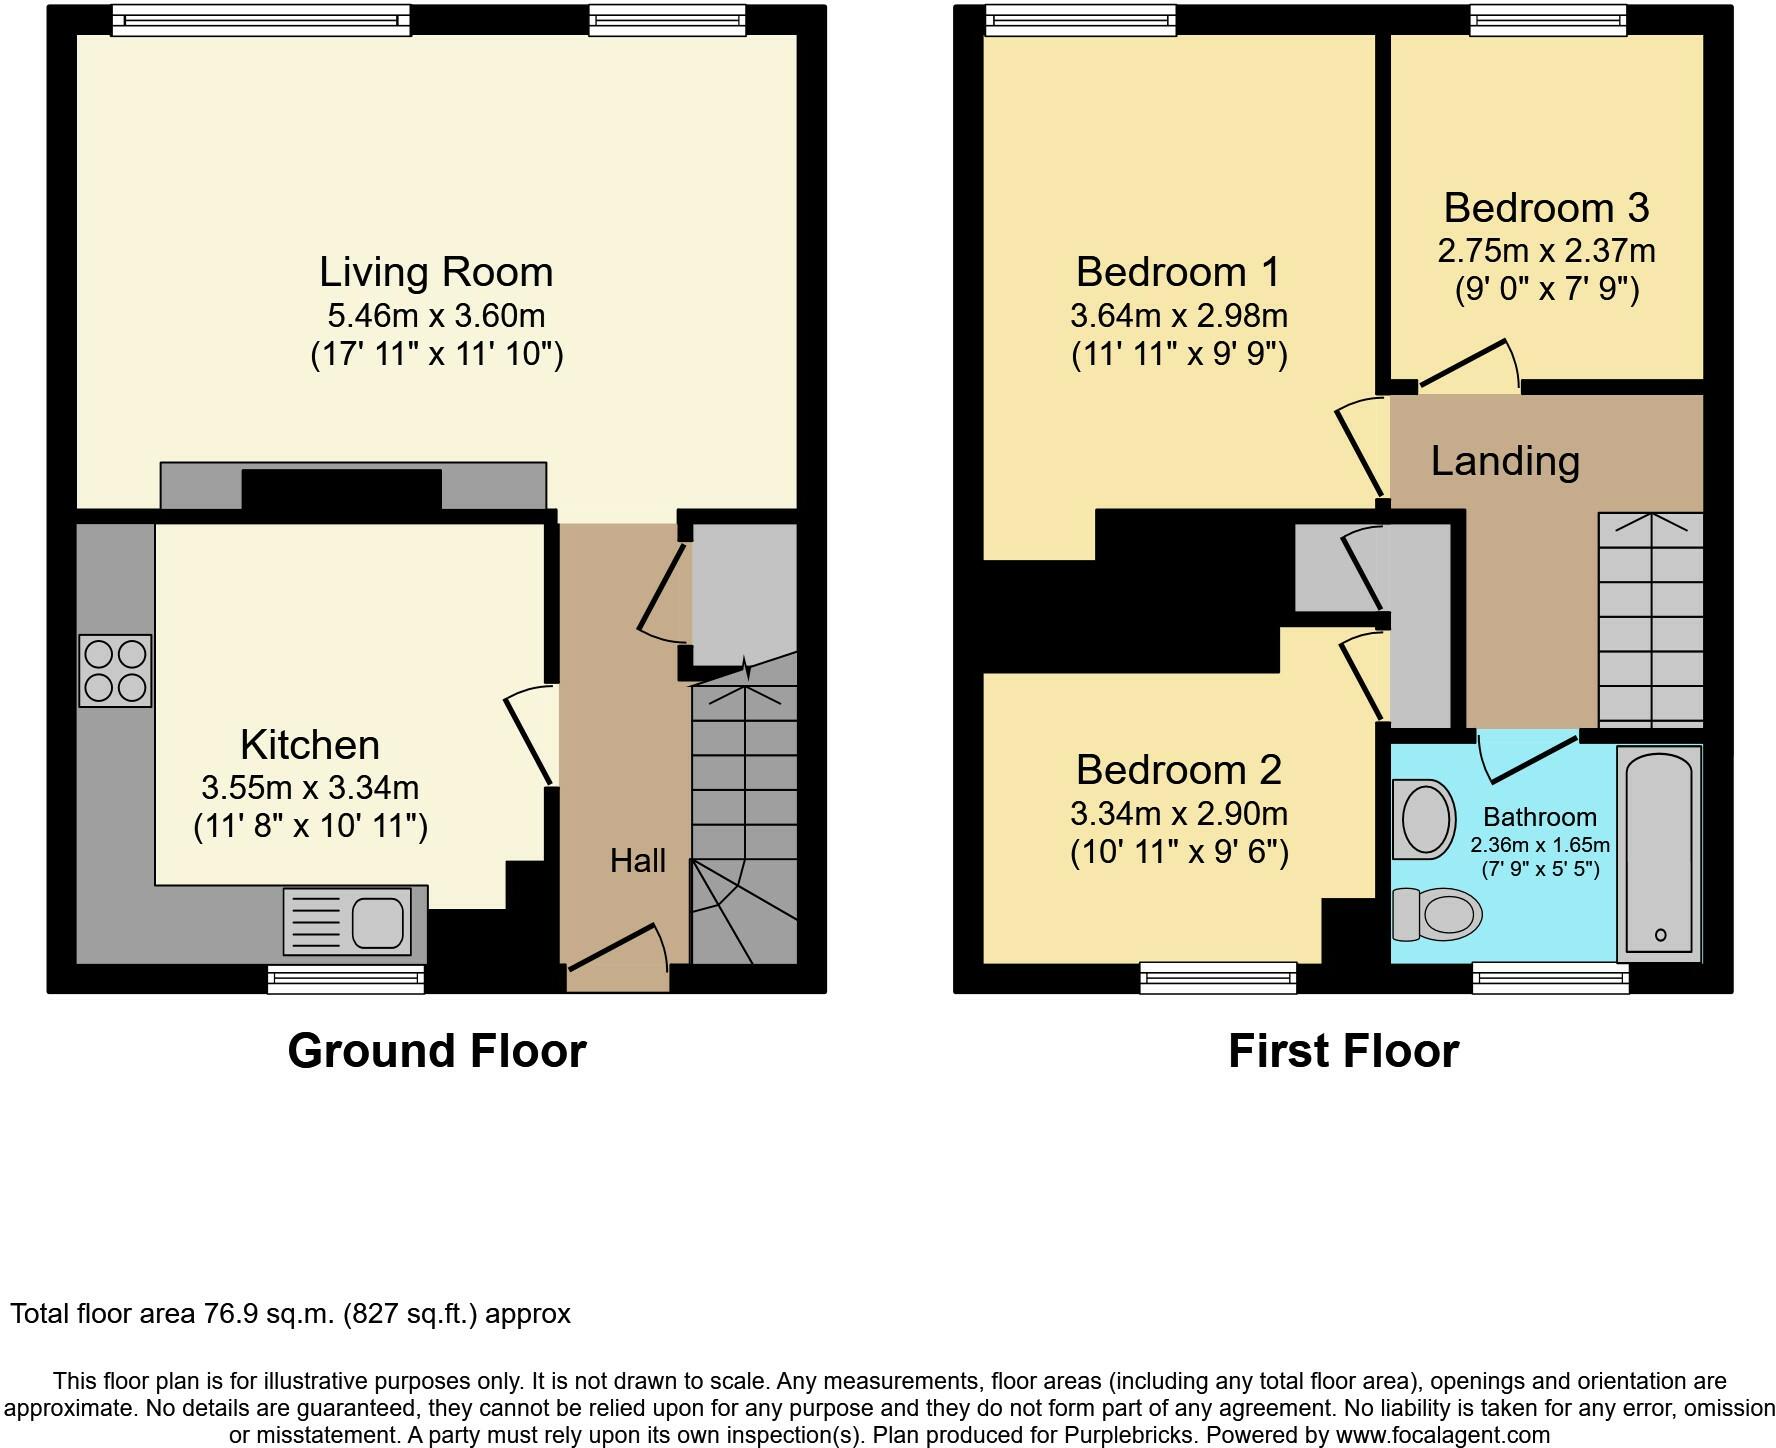 Living Room
5.46m x 3.60m
(17' 11" x 11' 10")
Kitchen
3.55m x 3.34m
(11' 8" x 10' 11")
Hall
Ground Floor
Bedroom 1
3.64m x 2.98m
(11' 11" x 9' 9")
Bedroom 3
2.75m x 2.37m
(9' 0" x 7' 9")
Landing
Bedroom 2
3.34m x 2.90m
(10' 11" x 9' 6")
Bathroom
2.36m x 1.65m
(7' 9" x 5' 5")
First Floor
Total floor area 76.9 sq.m. (827 sq.ft.) approx
This floor plan is for illustrative purposes only. It is not drawn to scale. Any measurements, floor areas (including any total floor area), openings and orientation are
approximate. No details are guaranteed, they cannot be relied upon for any purpose and they do not form part of any agreement. No liability is taken for any error, omission
or misstatement. A party must rely upon its own inspection(s). Plan produced for Purplebricks. Powered by www.focalagent.com